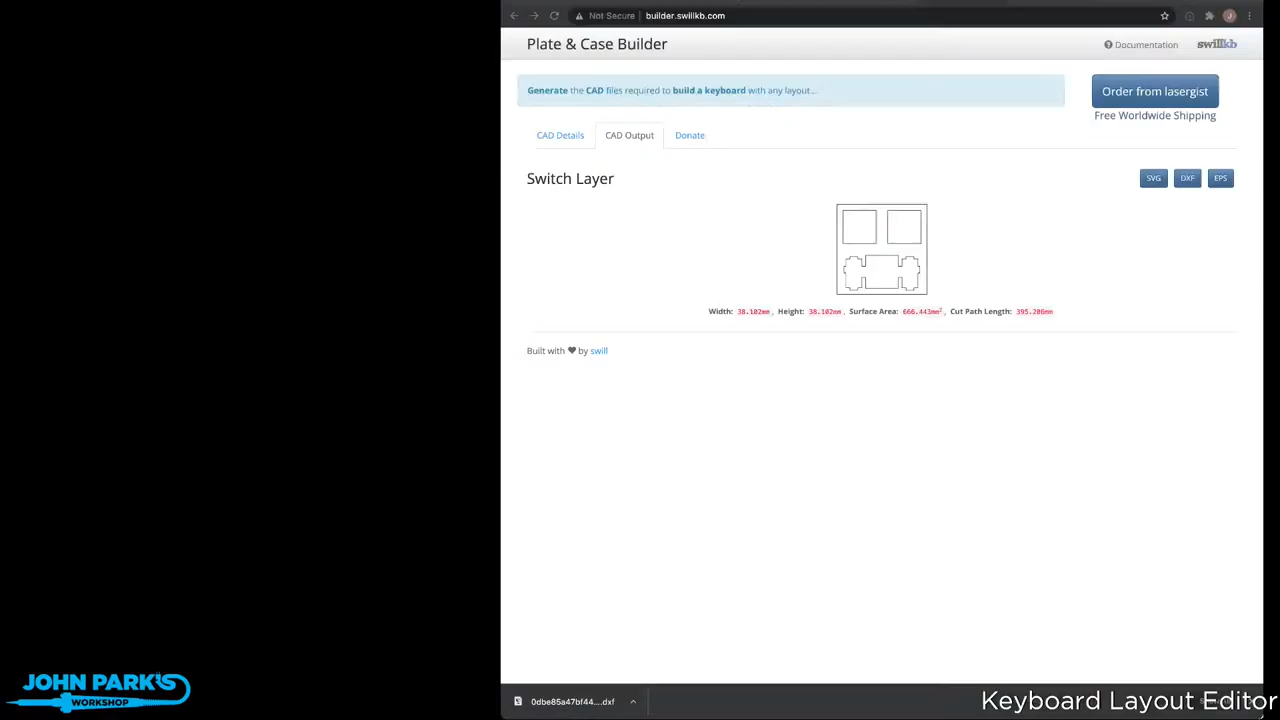 Not Secure | builder.swillkb.com
J
Plate & Case Builder
Documentation
swillkb
Generate the CAD files required to build a keyboard with any layout...
Order from lasergist
Free Worldwide Shipping
CAD Details
CAD Output
Donate
Switch Layer
SVG
DXF
EPS
Width: 38.102mm, Height: 38.102mm, Surface Area: 666.443mm², Cut Path Length: 395.206mm
Built with ♥ by swill
0dbe85a47bf44....dxf
Keyboard Layout Editor
JOHN PARK'S
WORKSHOP